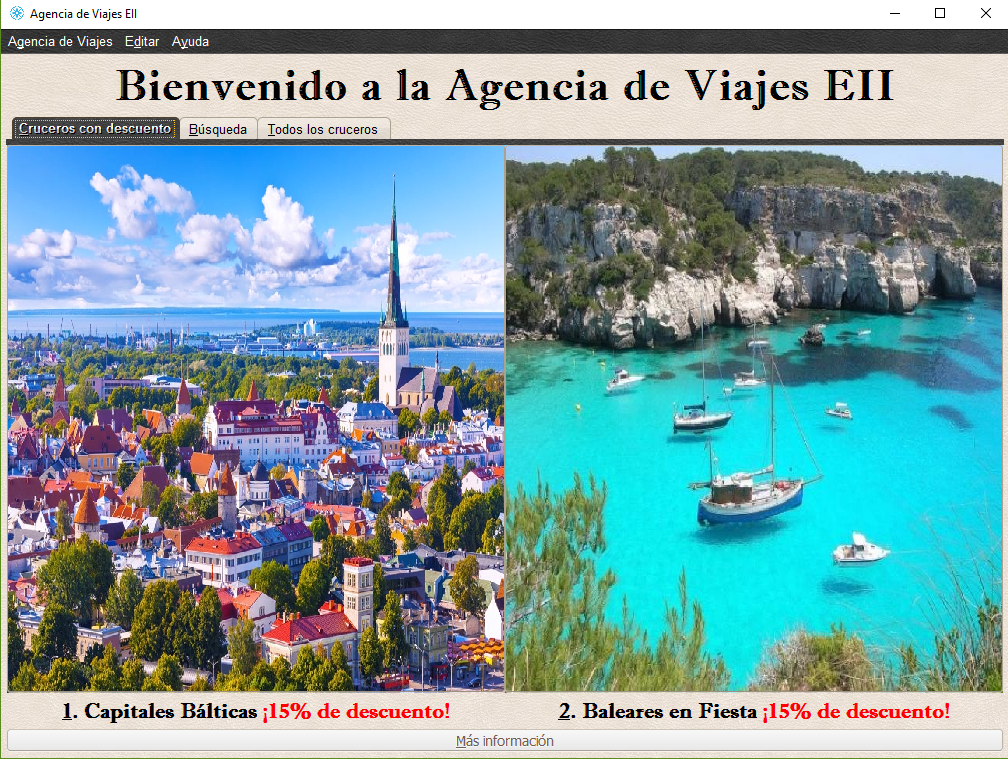 Agencia de Viajes EII
Agencia de Viajes Editar Ayuda
Bienvenido a la Agencia de Viajes EII
Cruceros con descuento Búsqueda Todos los cruceros
1. Capitales Bálticas ¡15% de descuento! 2. Baleares en Fiesta ¡15% de descuento!
Más información